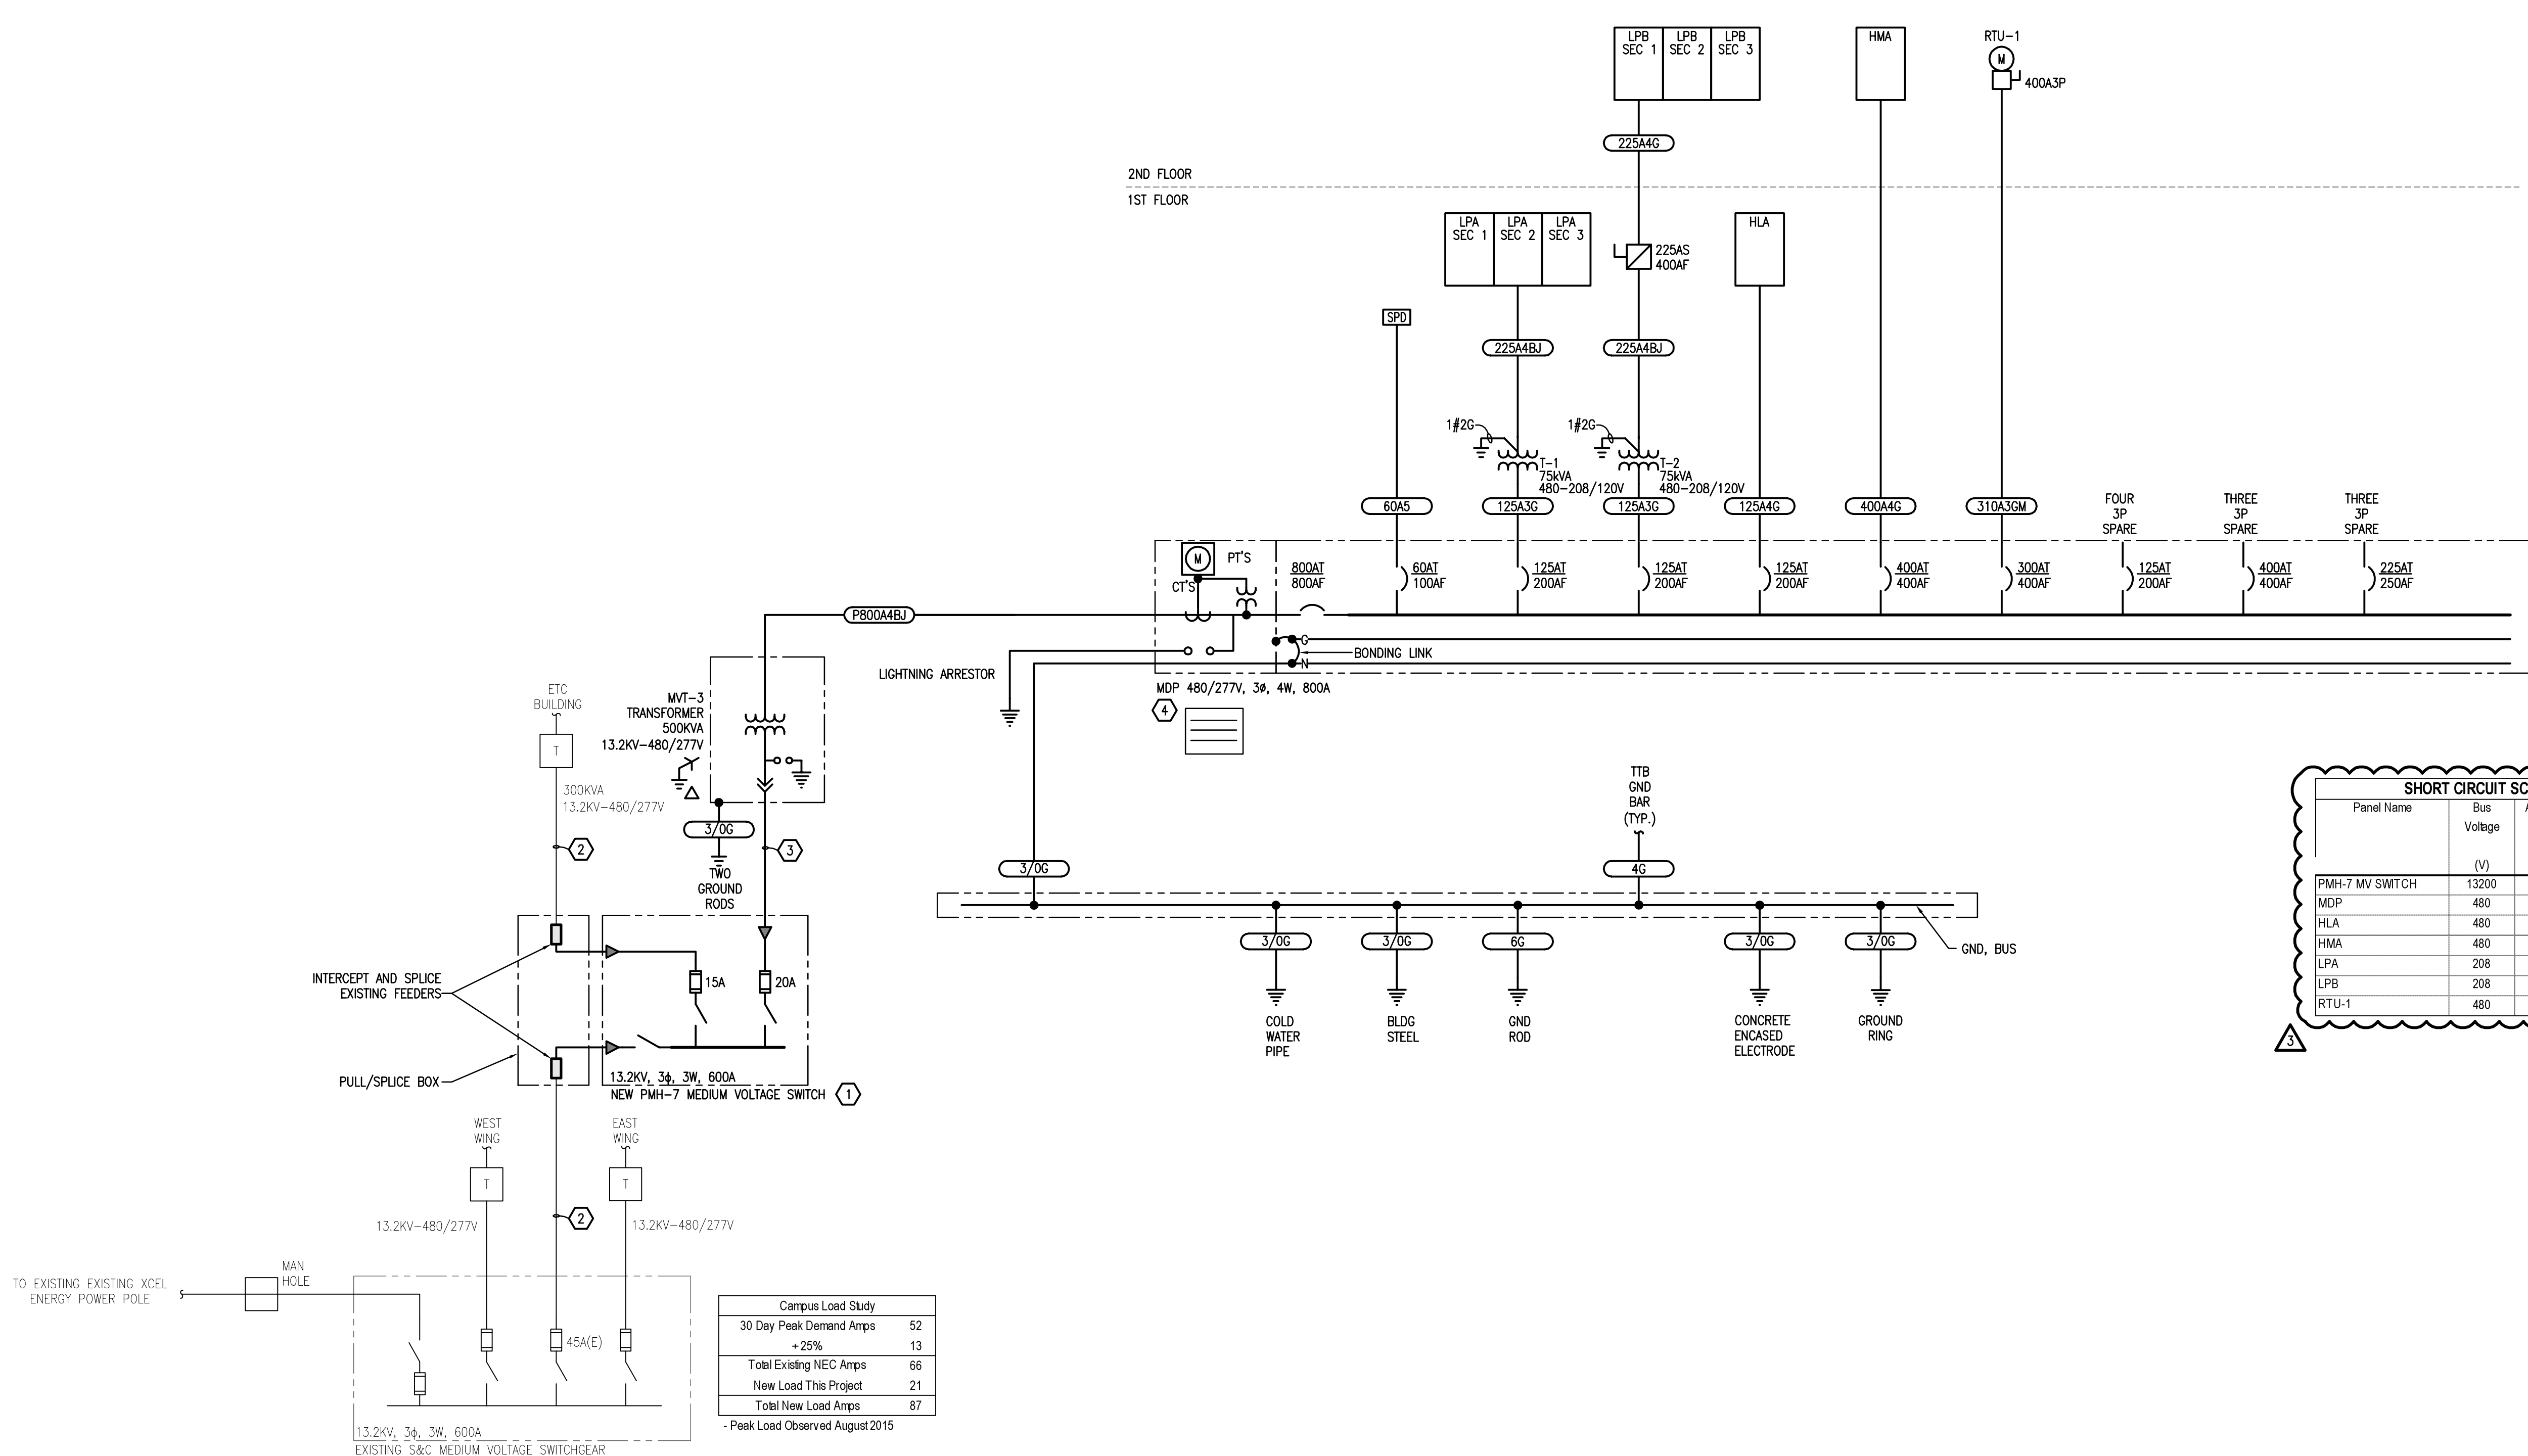 LPB
SEC 1
LPB
SEC 2
LPB
SEC 3
HMA
RTU-1
M
400A3P
225A4G
2ND FLOOR
1ST FLOOR
LPA
SEC 1
LPA
SEC 2
LPA
SEC 3
225AS
400AF
HLA
SPD
225A4BJ
225A4BJ
1#2G
1#2G
T-1
75kVA
480-208/120V
T-2
75kVA
480-208/120V
60A5
125A3G
125A3G
125A4G
400A4G
310A3GM
FOUR
3P
SPARE
THREE
3P
SPARE
THREE
3P
SPARE
M
PT'S
CT'S
800AT
800AF
60AT
100AF
125AT
200AF
125AT
200AF
125AT
200AF
400AT
400AF
300AT
400AF
125AT
200AF
400AT
400AF
225AT
250AF
P800A4BJ
G
BONDING LINK
N
LIGHTNING ARRESTOR
MDP 480/277V, 3ø, 4W, 800A
4
ETC
BUILDING
T
300KVA
13.2KV-480/277V
MVT-3
TRANSFORMER
500KVA
13.2KV-480/277V
3/0G
TWO
GROUND
RODS
2
3
TTB
GND
BAR
(TYP.)
3/0G
4G
3/0G
3/0G
6G
3/0G
3/0G
GND, BUS
COLD
WATER
PIPE
BLDG
STEEL
GND
ROD
CONCRETE
ENCASED
ELECTRODE
GROUND
RING
SHORT CIRCUIT SC
Panel Name
Bus
Voltage
(V)
PMH-7 MV SWITCH 13200
MDP 480
HLA 480
HMA 480
LPA 208
LPB 208
RTU-1 480
3
INTERCEPT AND SPLICE
EXISTING FEEDERS
15A
20A
PULL/SPLICE BOX
13.2KV, 3ϕ, 3W, 600A
NEW PMH-7 MEDIUM VOLTAGE SWITCH
1
WEST
WING
EAST
WING
T
T
2
13.2KV-480/277V
13.2KV-480/277V
MAN
HOLE
TO EXISTING EXISTING XCEL
ENERGY POWER POLE
45A(E)
13.2KV, 3ϕ, 3W, 600A
EXISTING S&C MEDIUM VOLTAGE SWITCHGEAR
Campus Load Study
30 Day Peak Demand Amps 52
+25% 13
Total Existing NEC Amps 66
New Load This Project 21
Total New Load Amps 87
- Peak Load Observed August 2015